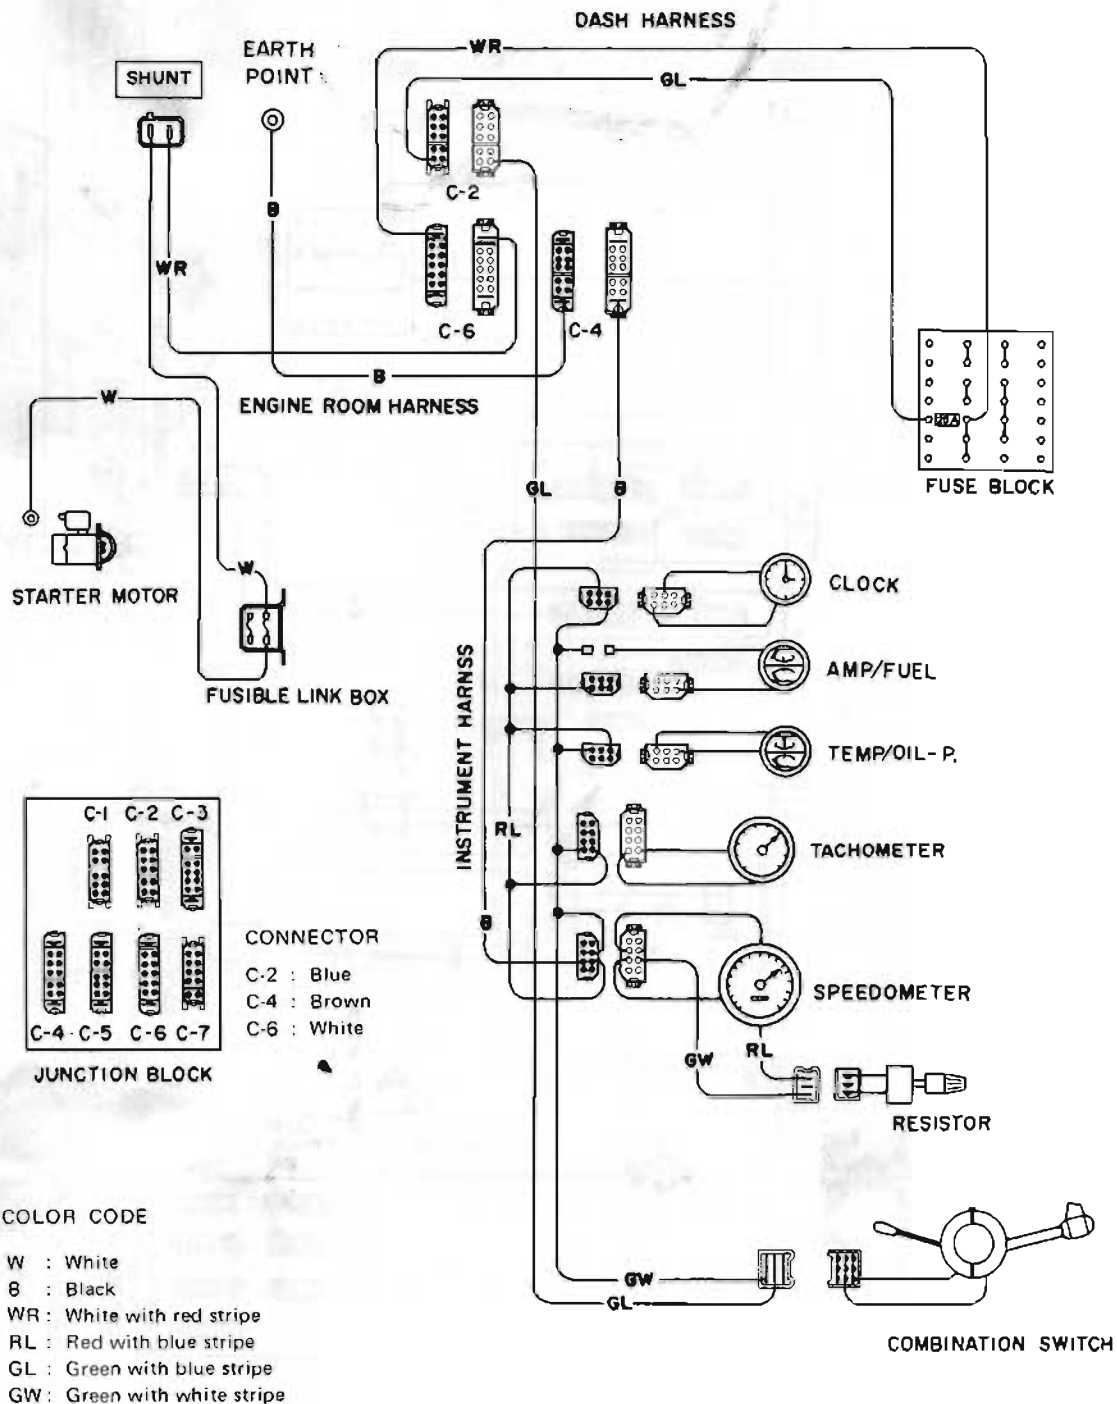 DASH HARNESS
EARTH
POINT
SHUNT
WR
GL
C-2
B
WR
C-6
C-4
B
ENGINE ROOM HARNESS
W
20A
FUSE BLOCK
GL
B
STARTER MOTOR
W
FUSIBLE LINK BOX
CLOCK
AMP/FUEL
TEMP/OIL-P.
INSTRUMENT HARNSS
RL
TACHOMETER
B
SPEEDOMETER
GW
RL
RESISTOR
C-1 C-2 C-3
C-4 C-5 C-6 C-7
JUNCTION BLOCK
CONNECTOR
C-2 : Blue
C-4 : Brown
C-6 : White
GW
GL
COMBINATION SWITCH
COLOR CODE
W : White
B : Black
WR : White with red stripe
RL : Red with blue stripe
GL : Green with blue stripe
GW : Green with white stripe